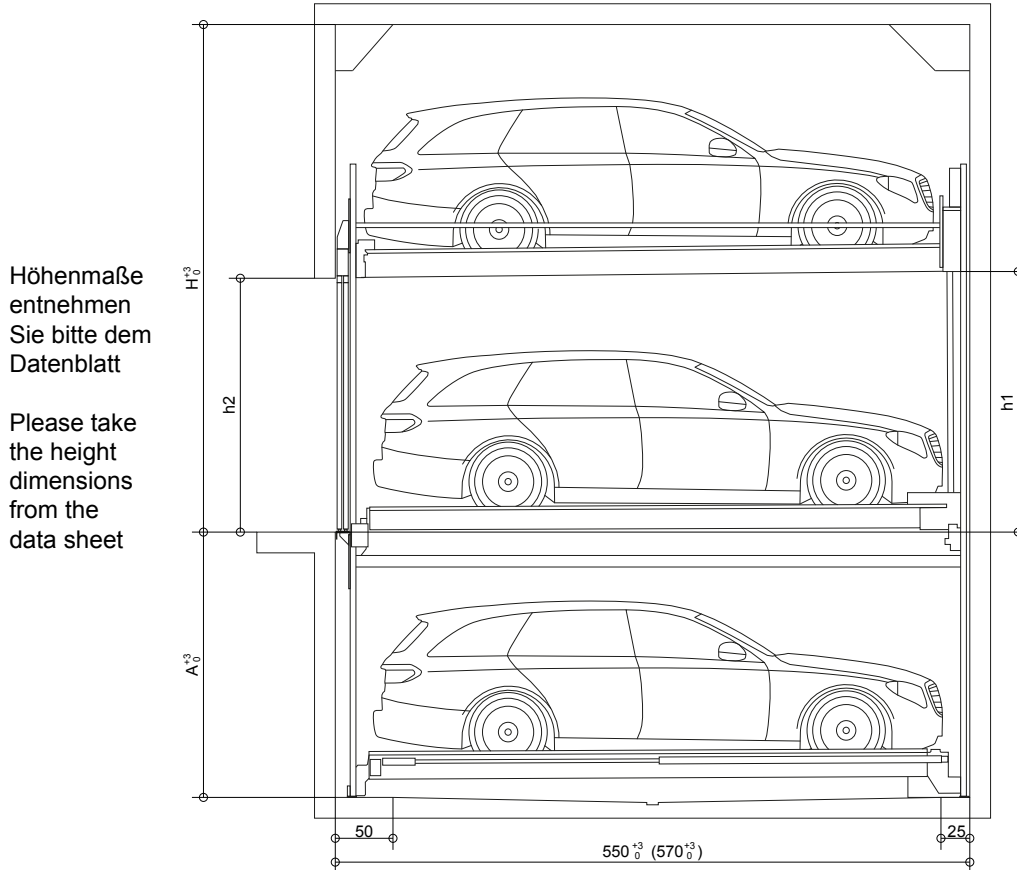 Höhenmaße
entnehmen
Sie bitte dem
Datenblatt
Please take
the height
dimensions
from the
data sheet
H +3 0
h2
h1
A +3 0
50
25
550 +3 0 (570 +3 0)